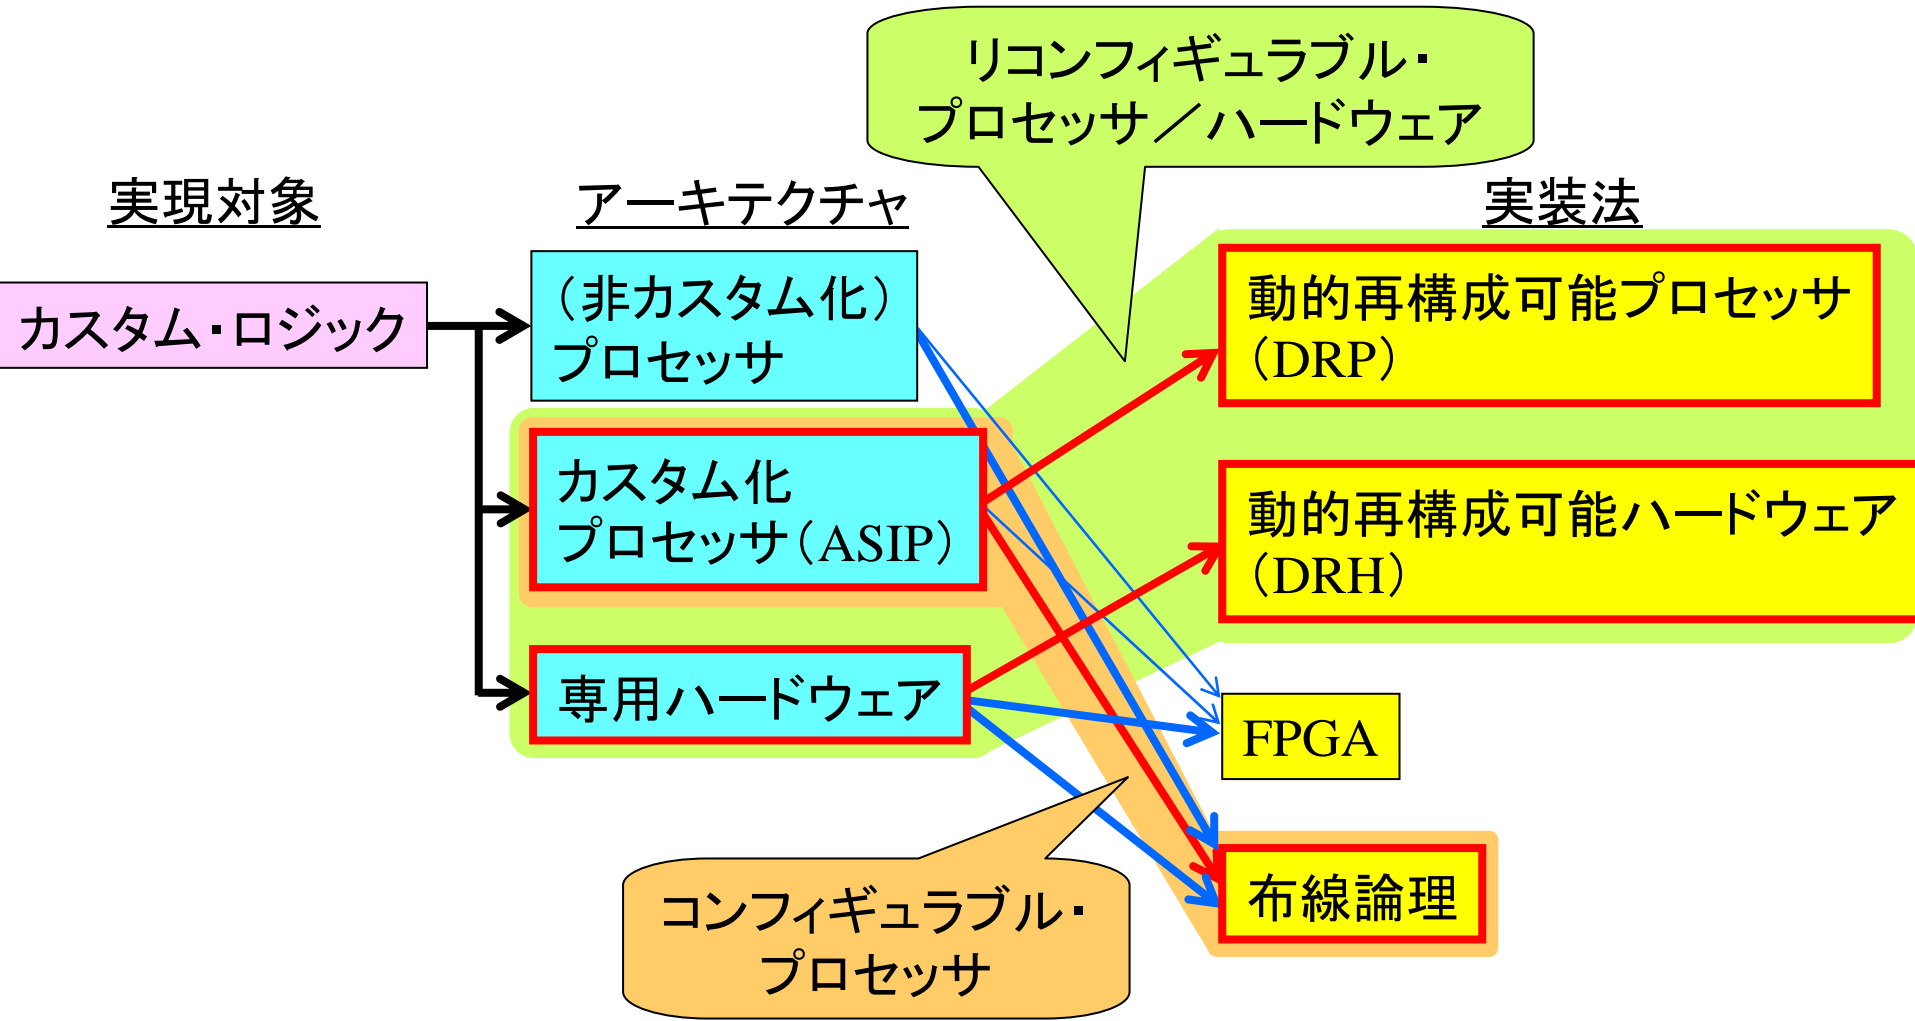 リコンフィギュラブル・
プロセッサ／ハードウェア
実現対象
アーキテクチャ
実装法
カスタム・ロジック
（非カスタム化）
プロセッサ
カスタム化
プロセッサ（ASIP）
専用ハードウェア
動的再構成可能プロセッサ
（DRP）
動的再構成可能ハードウェア
（DRH）
FPGA
布線論理
コンフィギュラブル・
プロセッサ